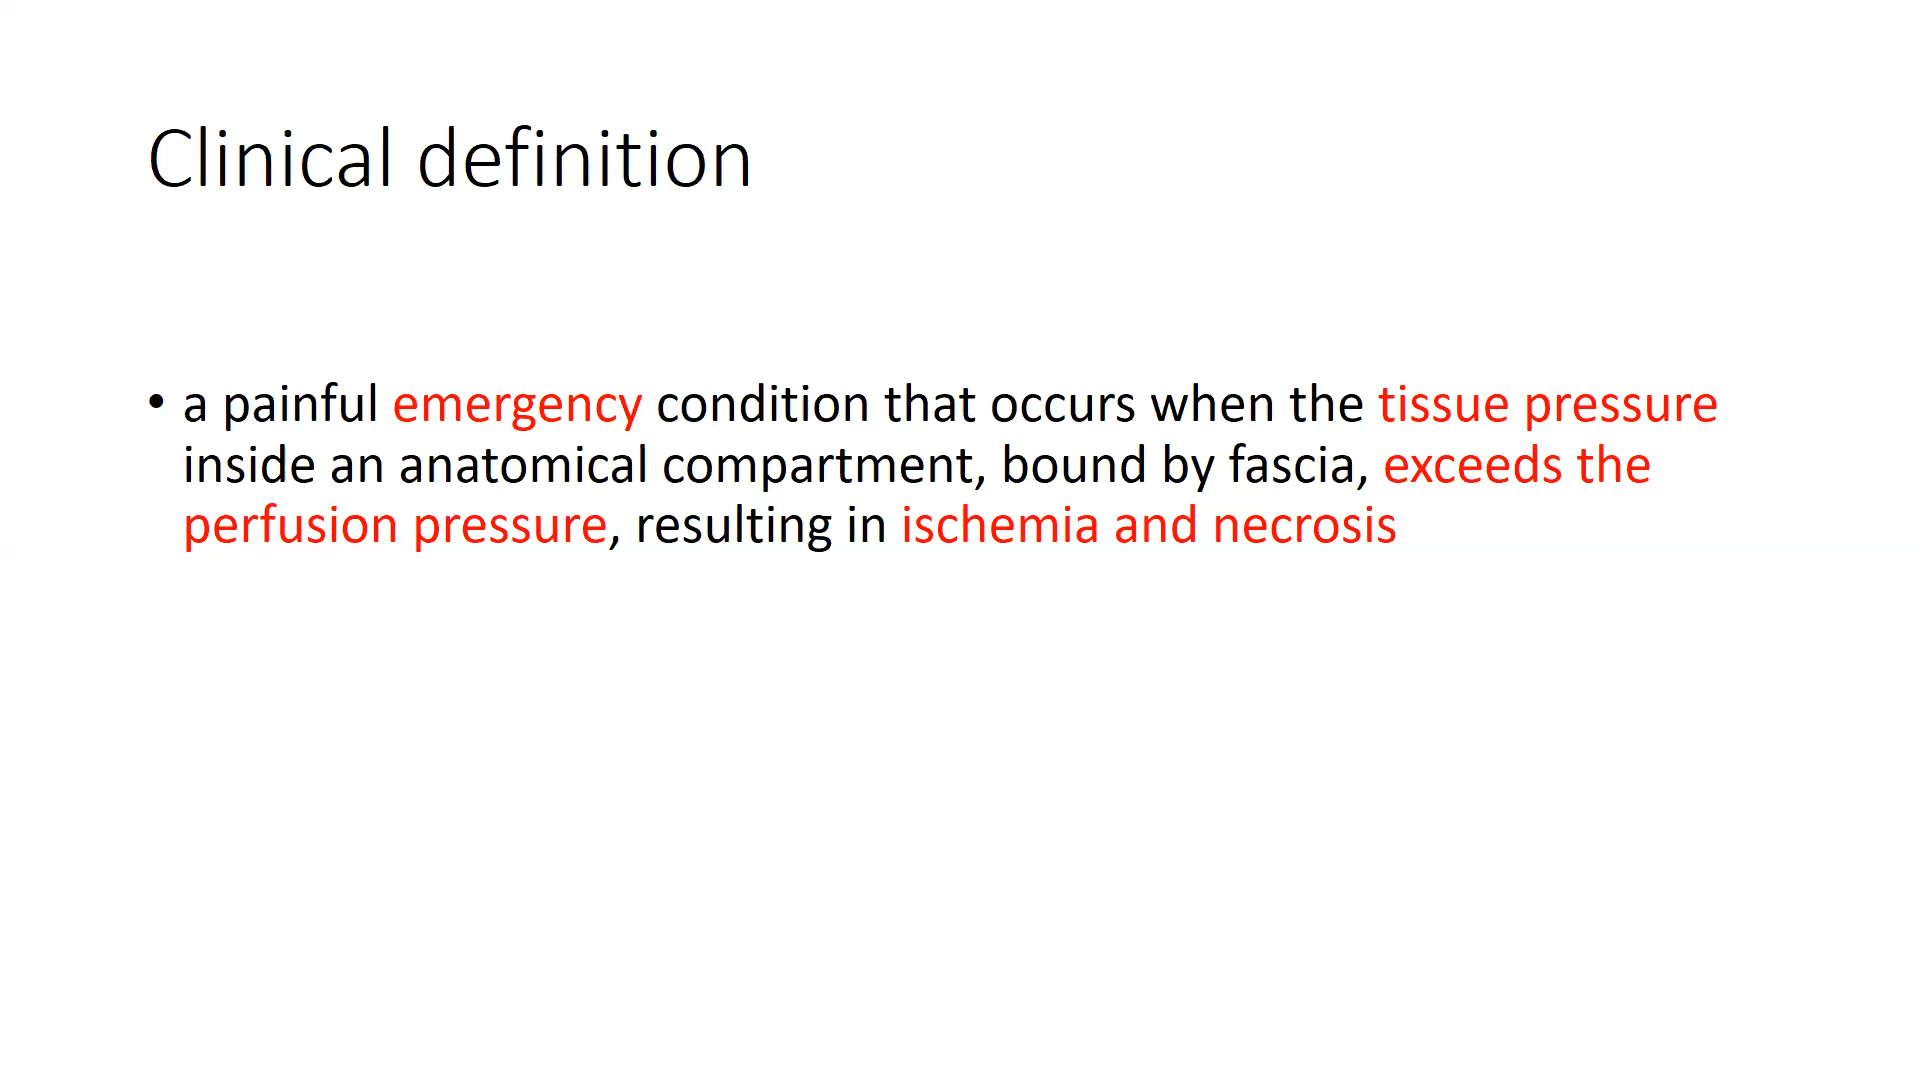 Clinical definition
• a painful emergency condition that occurs when the tissue pressure
inside an anatomical compartment, bound by fascia, exceeds the
perfusion pressure, resulting in ischemia and necrosis